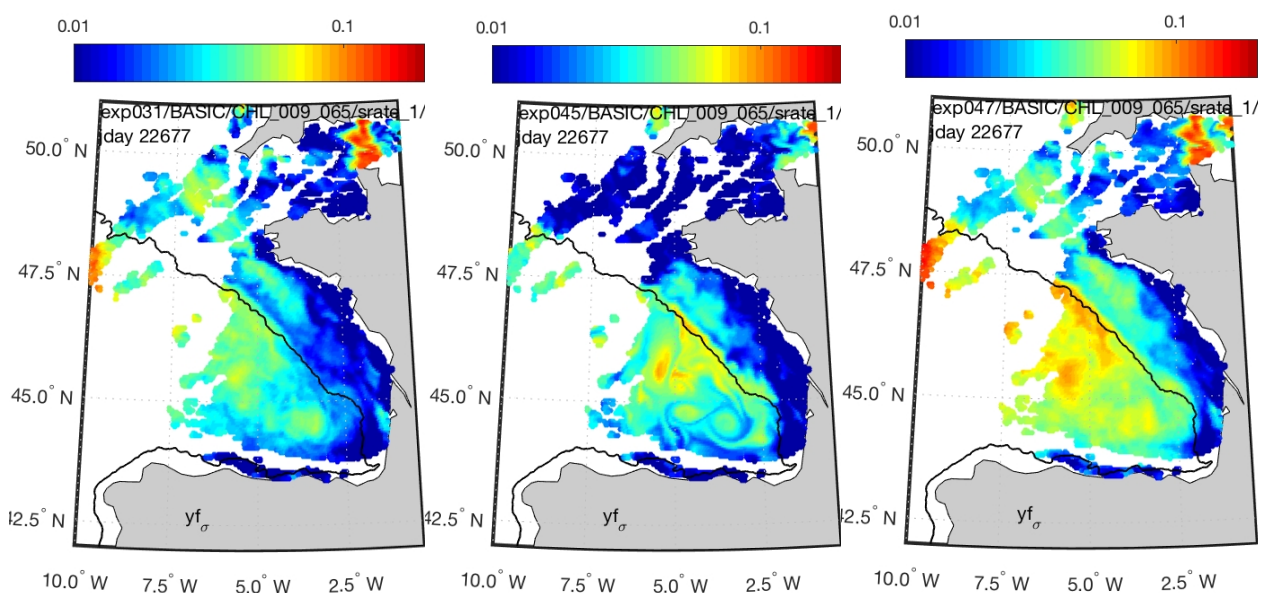 0.01 0.1
exp031/BASIC/CHL_009_065/srate_1/
day 22677
50.0° N
47.5° N
45.0° N
42.5° N
yfσ
10.0° W 7.5° W 5.0° W 2.5° W
0.01 0.1
exp045/BASIC/CHL_009_065/srate_1/
day 22677
50.0° N
47.5° N
45.0° N
42.5° N
yfσ
10.0° W 7.5° W 5.0° W 2.5° W
0.01 0.1
exp047/BASIC/CHL_009_065/srate_1/
day 22677
50.0° N
47.5° N
45.0° N
42.5° N
yfσ
10.0° W 7.5° W 5.0° W 2.5° W